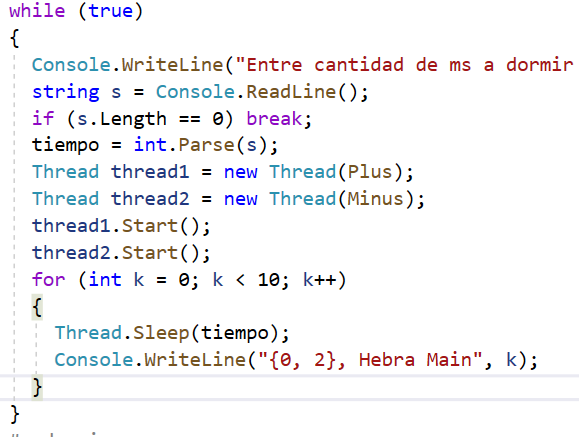 while (true)
{
Console.WriteLine("Entre cantidad de ms a dormir
string s = Console.ReadLine();
if (s.Length == 0) break;
tiempo = int.Parse(s);
Thread thread1 = new Thread(Plus);
Thread thread2 = new Thread(Minus);
thread1.Start();
thread2.Start();
for (int k = 0; k < 10; k++)
{
Thread.Sleep(tiempo);
Console.WriteLine("{0, 2}, Hebra Main", k);
}
}